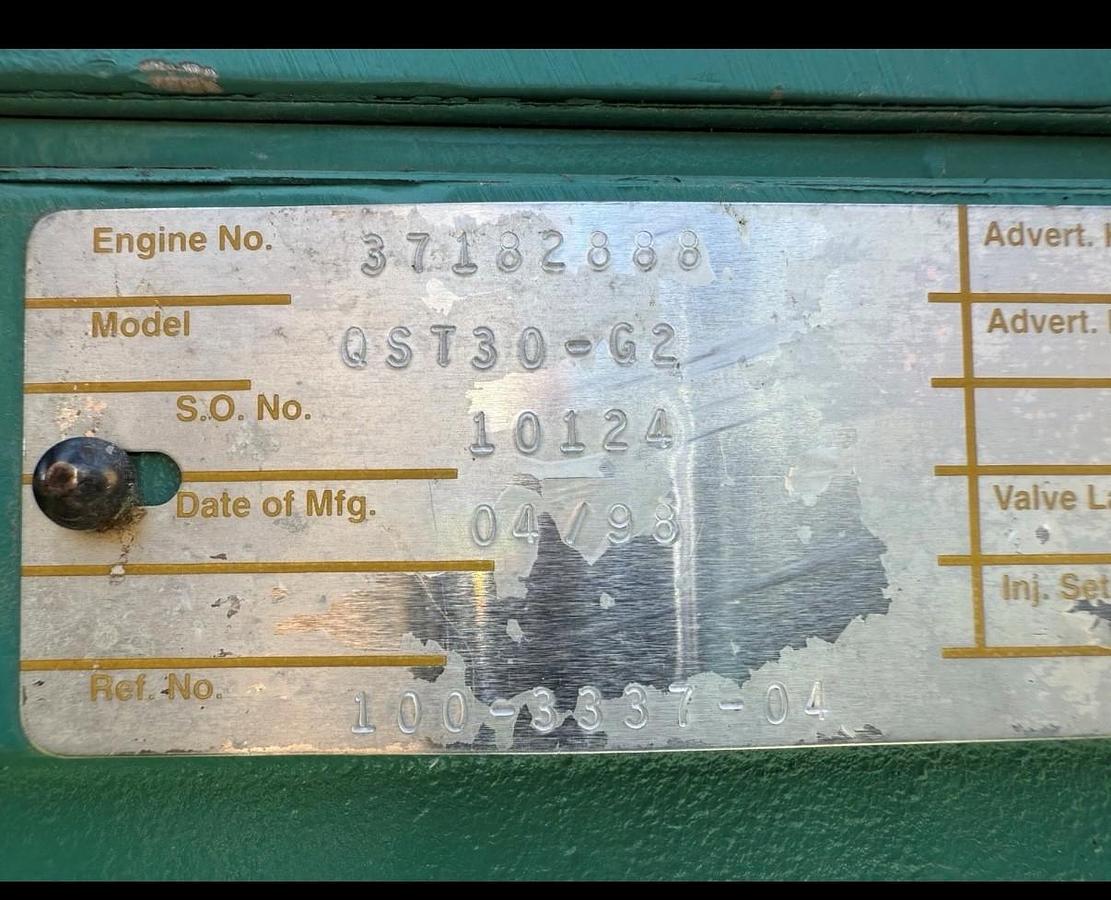 Engine No. 37182888
Advert.
Model QST30-G2
Advert.
S.O. No. 10124
Date of Mfg. 04/98
Valve
Inj. Set
Ref. No. 100-3337-04